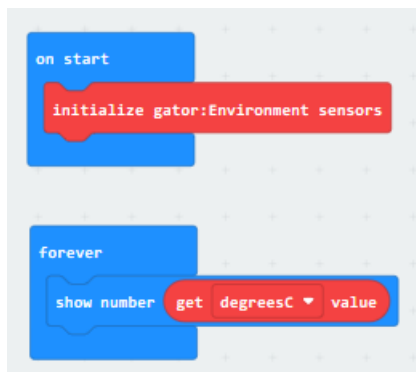 on start
initialize gator:Environment sensors
forever
show number get degreesC value